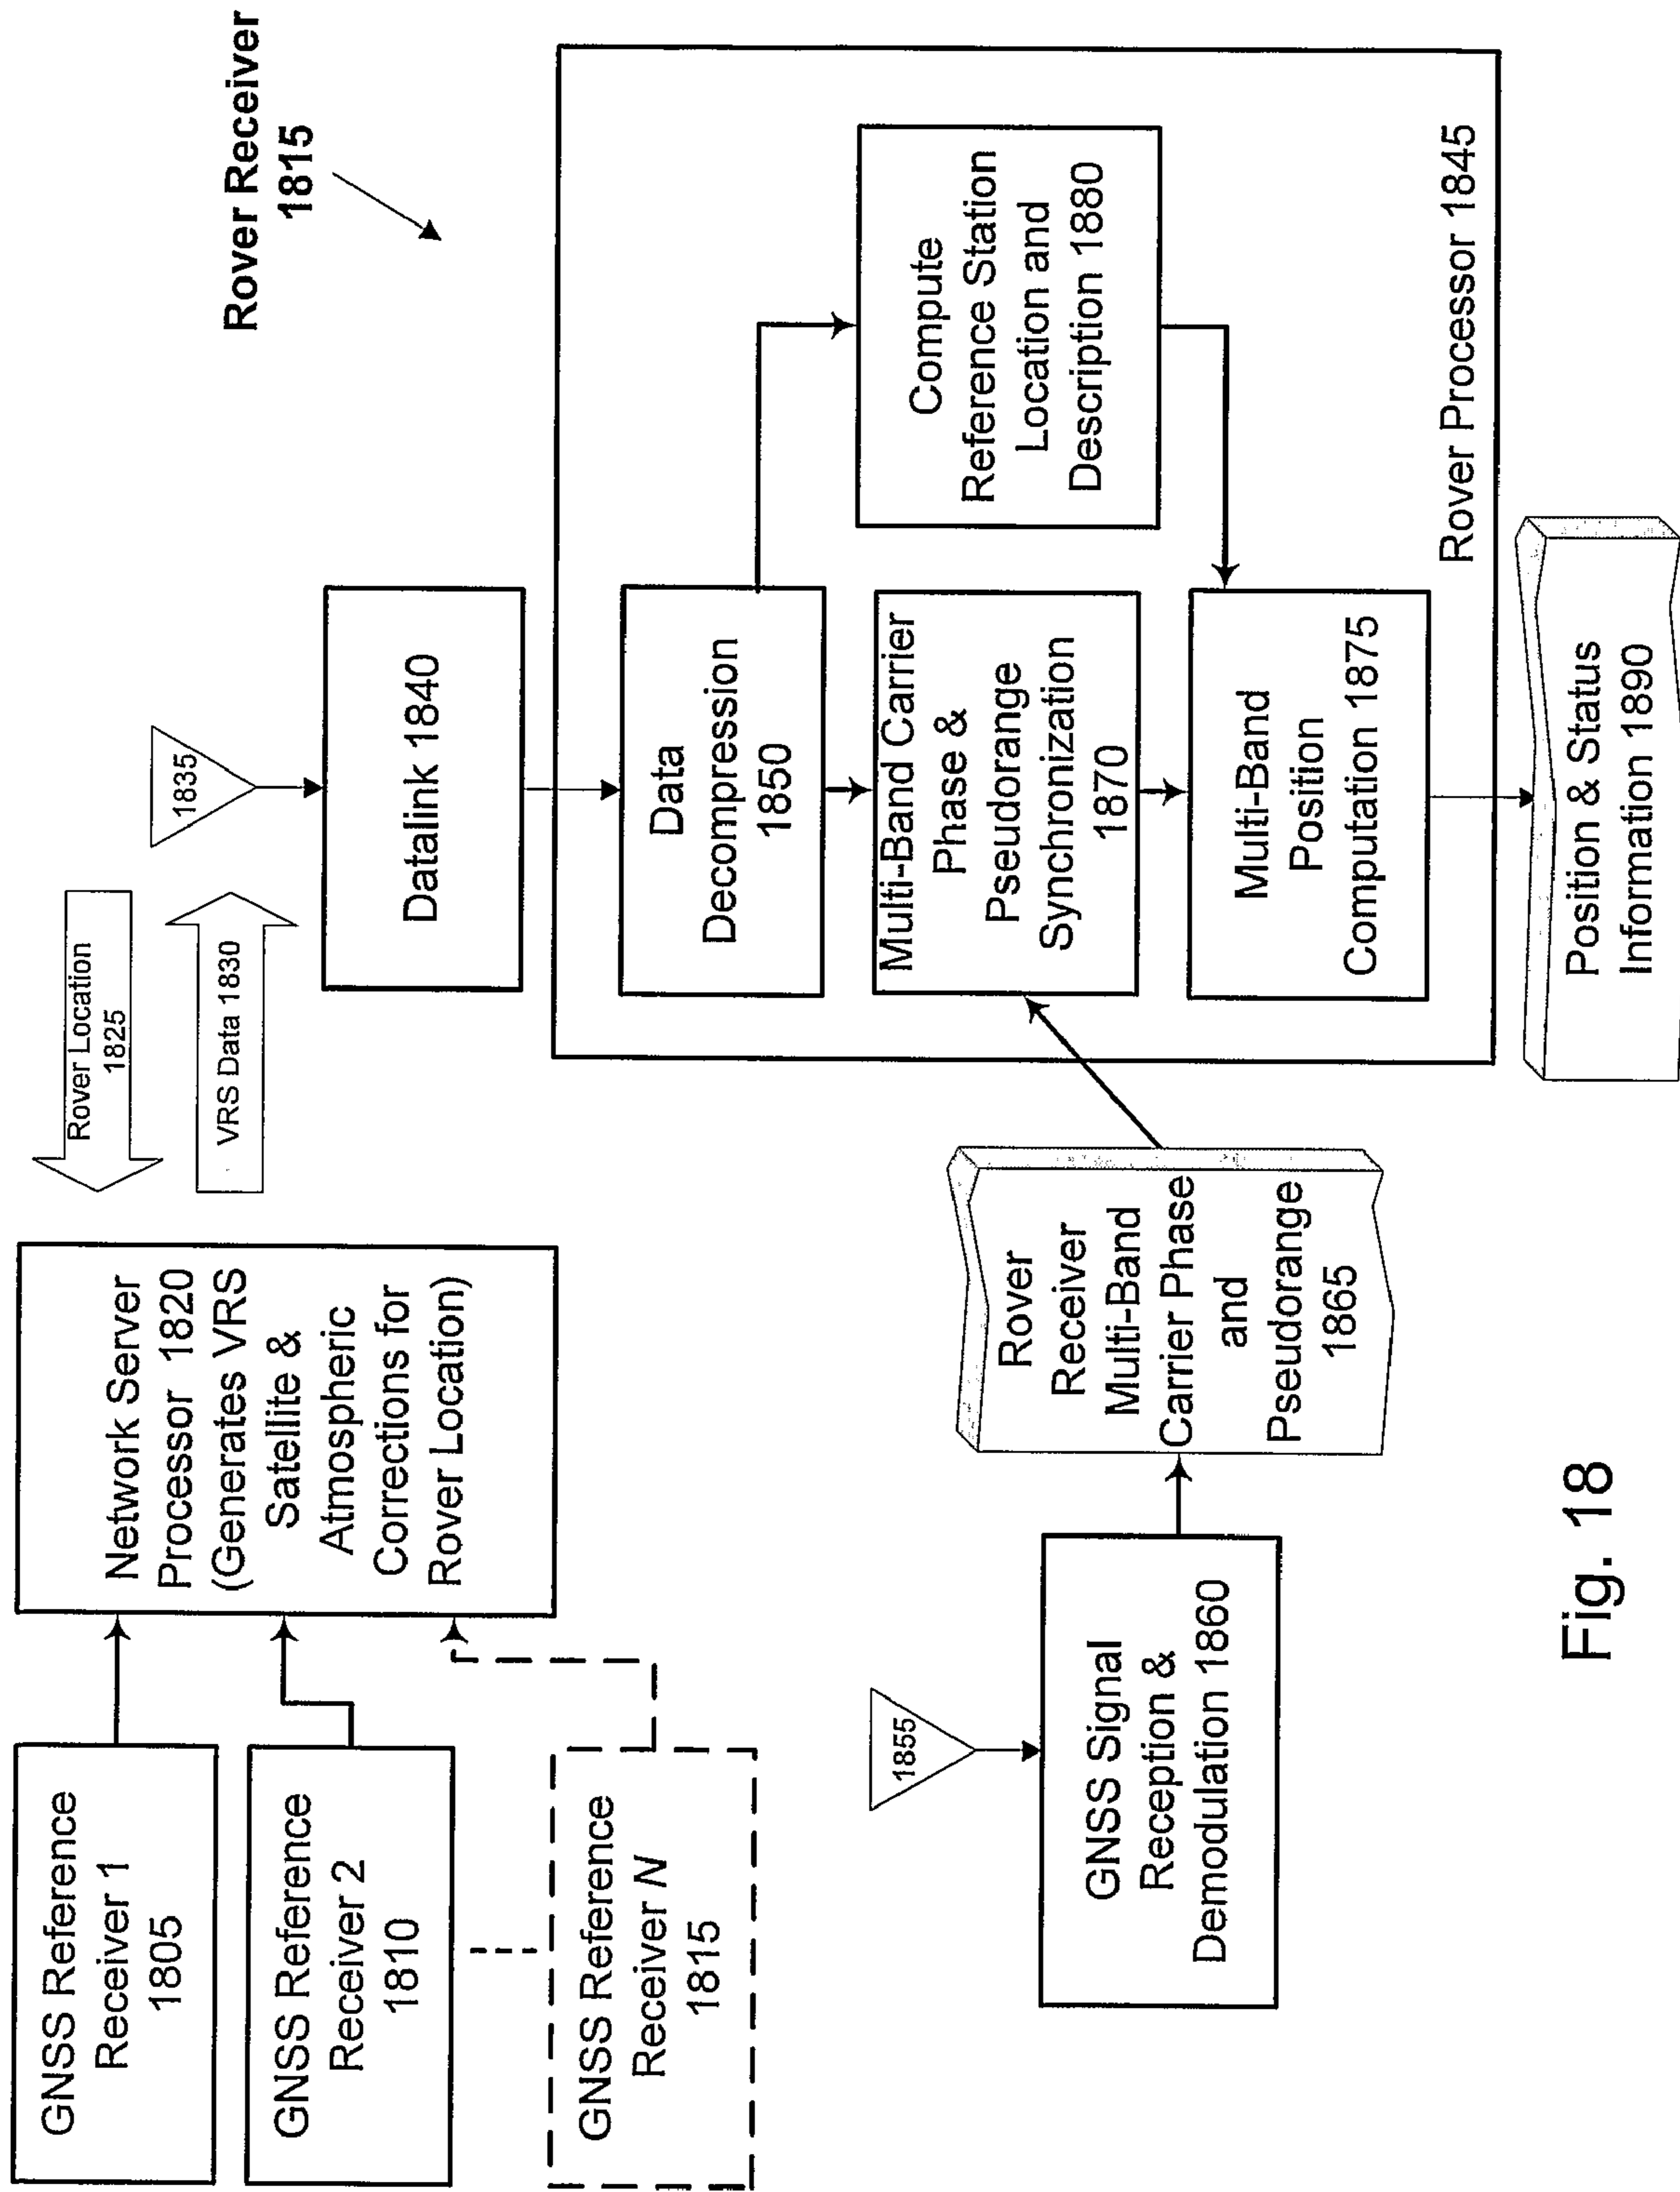 GNSS Reference
Receiver 1
1805
GNSS Reference
Receiver 2
1810
GNSS Reference
Receiver N
1815
Network Server
Processor 1820
(Generates VRS
Satellite &
Atmospheric
Corrections for
Rover Location)
Rover Location
1825
VRS Data 1830
1835
Rover Receiver
1815
Datalink 1840
Data
Decompression
1850
Multi-Band Carrier
Phase &
Pseudorange
Synchronization
1870
Multi-Band
Position
Computation 1875
Compute
Reference Station
Location and
Description 1880
Rover Processor 1845
1855
GNSS Signal
Reception &
Demodulation 1860
Rover
Receiver
Multi-Band
Carrier Phase
and
Pseudorange
1865
Position & Status
Information 1890
Fig. 18